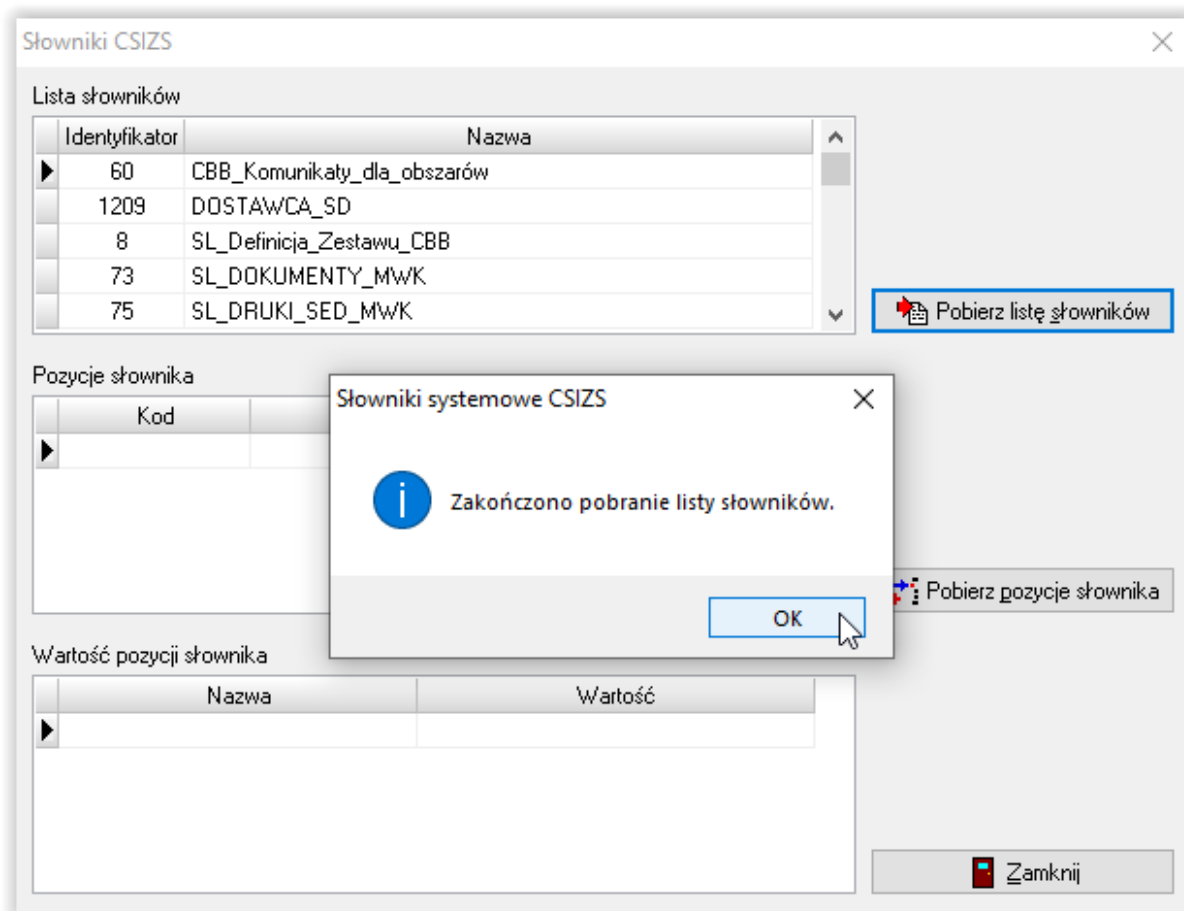 Słowniki CSIZS
Lista słowników
Identyfikator Nazwa
60 CBB_Komunikaty_dla_obszarów
1209 DOSTAWCA_SD
8 SL_Definicja_Zestawu_CBB
73 SL_DOKUMENTY_MWK
75 SL_DRUKI_SED_MWK
Pobierz listę słowników
Pozycje słownika
Kod
Słowniki systemowe CSIZS
Zakończono pobranie listy słowników.
OK
Pobierz pozycje słownika
Wartość pozycji słownika
Nazwa Wartość
Zamknij